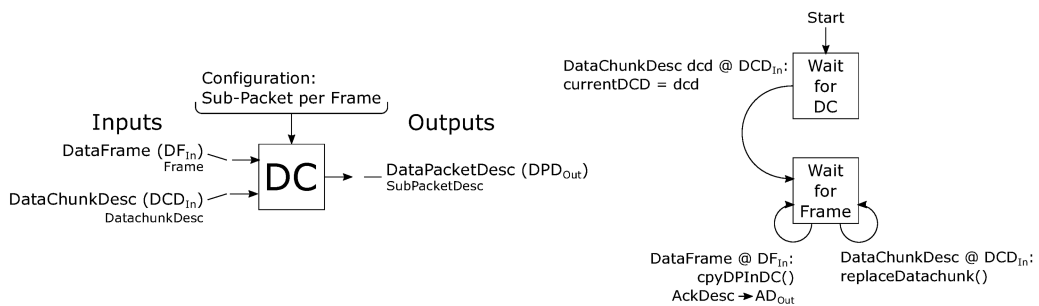 Configuration:
Sub-Packet per Frame
Inputs
Outputs
DataFrame (DF_In)
Frame
DataChunkDesc (DCD_In)
DatachunkDesc
DC
DataPacketDesc (DPD_Out)
SubPacketDesc
Start
DataChunkDesc dcd @ DCD_In:
currentDCD = dcd
Wait
for
DC
Wait
for
Frame
DataFrame @ DF_In:
cpyDPInDC()
AckDesc → AD_Out
DataChunkDesc @ DCD_In:
replaceDatachunk()